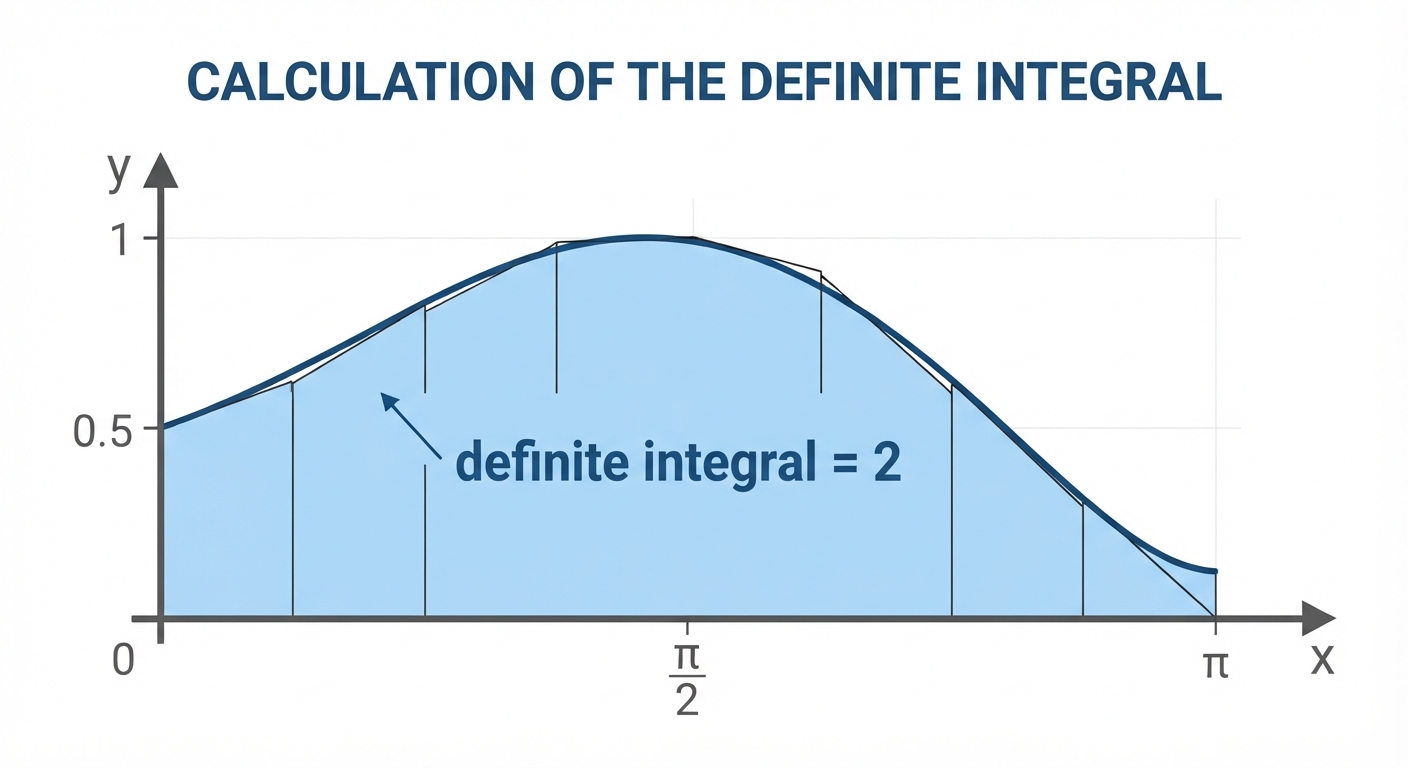 CALCULATION OF THE DEFINITE INTEGRAL
y
1
0.5
definite integral = 2
0
π
2
π
x